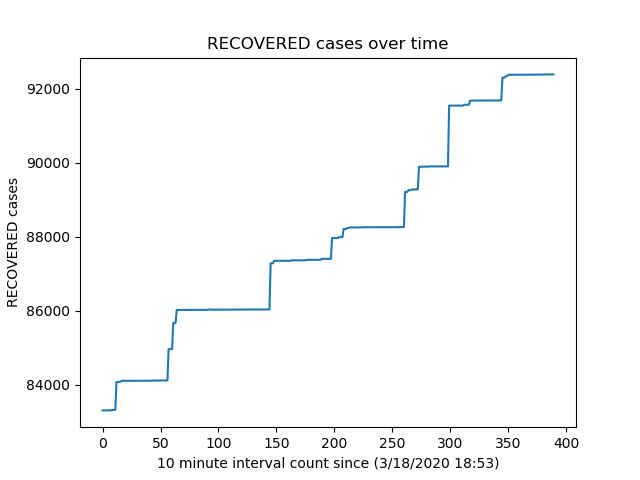 RECOVERED cases over time
RECOVERED cases
92000
90000
88000
86000
84000
0 50 100 150 200 250 300 350 400
10 minute interval count since (3/18/2020 18:53)